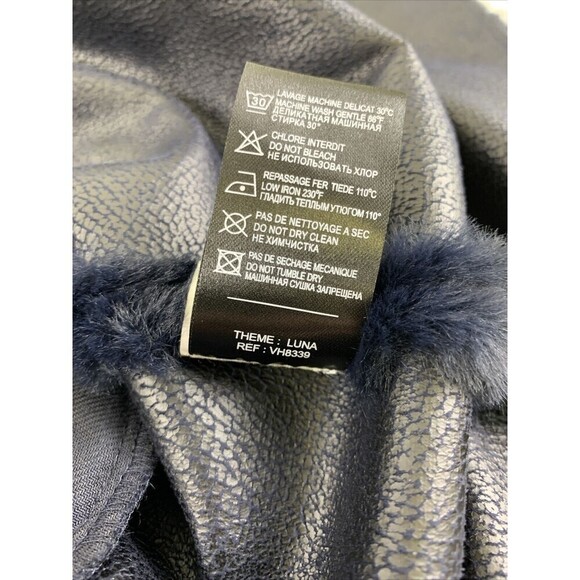 30
LAVAGE MACHINE DELICAT 30°C
MACHINE WASH GENTLE 86°F
ДЕЛИКАТНАЯ МАШИННАЯ
СТИРКА 30°
CHLORE INTERDIT
DO NOT BLEACH
НЕ ИСПОЛЬЗОВАТЬ ХЛОР
REPASSAGE FER TIEDE 110°C
LOW IRON 230°F
ГЛАДИТЬ ТЕПЛЫМ УТЮГОМ 110°
PAS DE NETTOYAGE A SEC
DO NOT DRY CLEAN
НЕ ХИМЧИСТКА
PAS DE SECHAGE MECANIQUE
DO NOT TUMBLE DRY
МАШИННАЯ СУШКА ЗАПРЕЩЕНА
THEME : LUNA
REF : VH8339